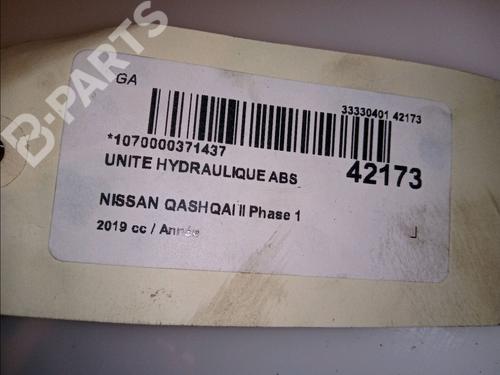 B-PARTS
GA
33330401 42173
*1070000371437
UNITE HYDRAULIQUE ABS
42173
NISSAN QASHQAI II Phase 1
2019 cc / Année